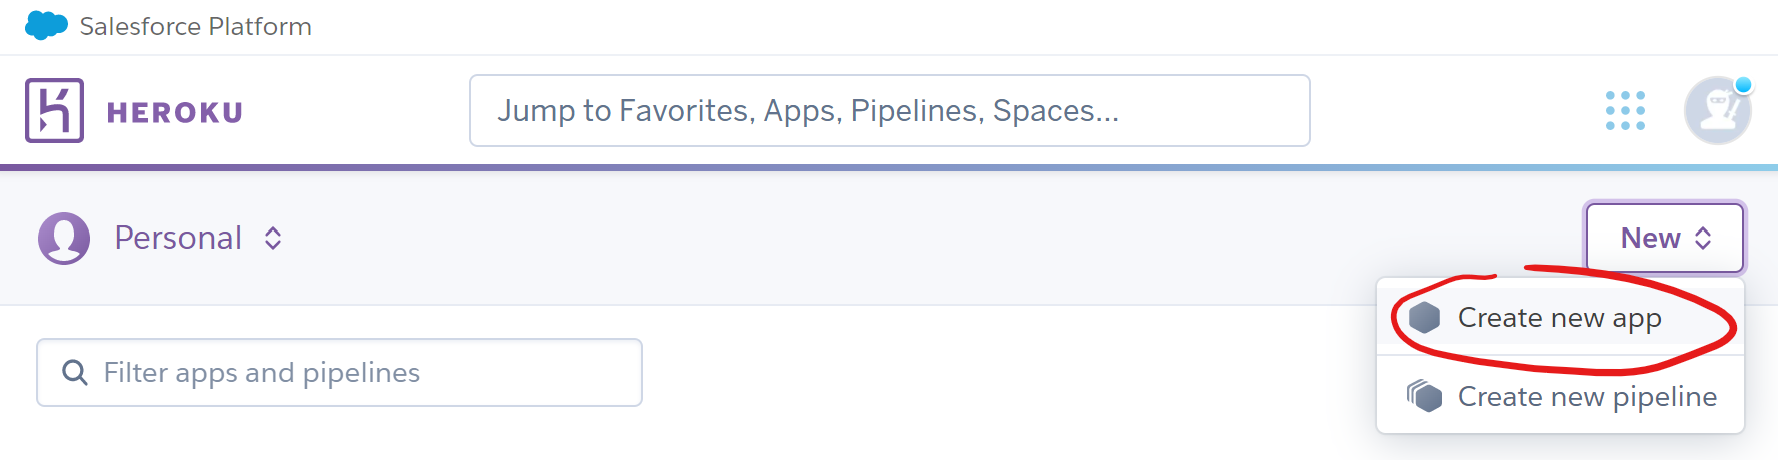 Salesforce Platform
HEROKU
Jump to Favorites, Apps, Pipelines, Spaces...
Personal
New
Create new app
Filter apps and pipelines
Create new pipeline